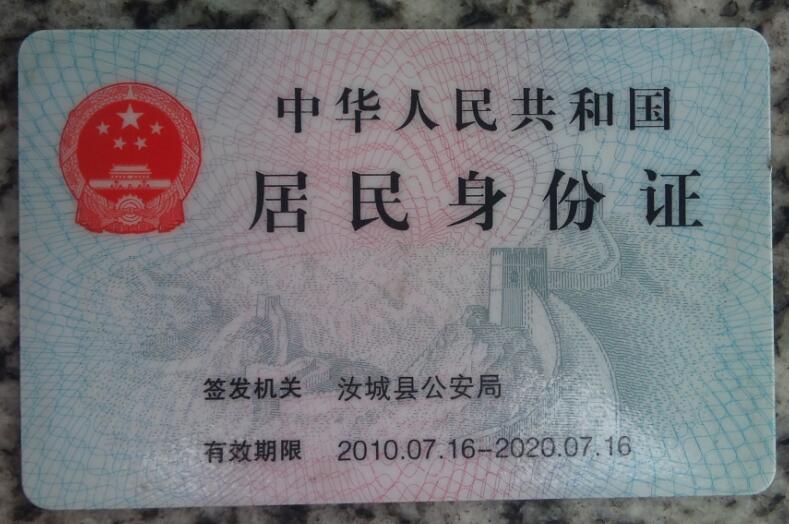 中华人民共和国
居民身份证
签发机关 汝城县公安局
有效期限 2010.07.16-2020.07.16